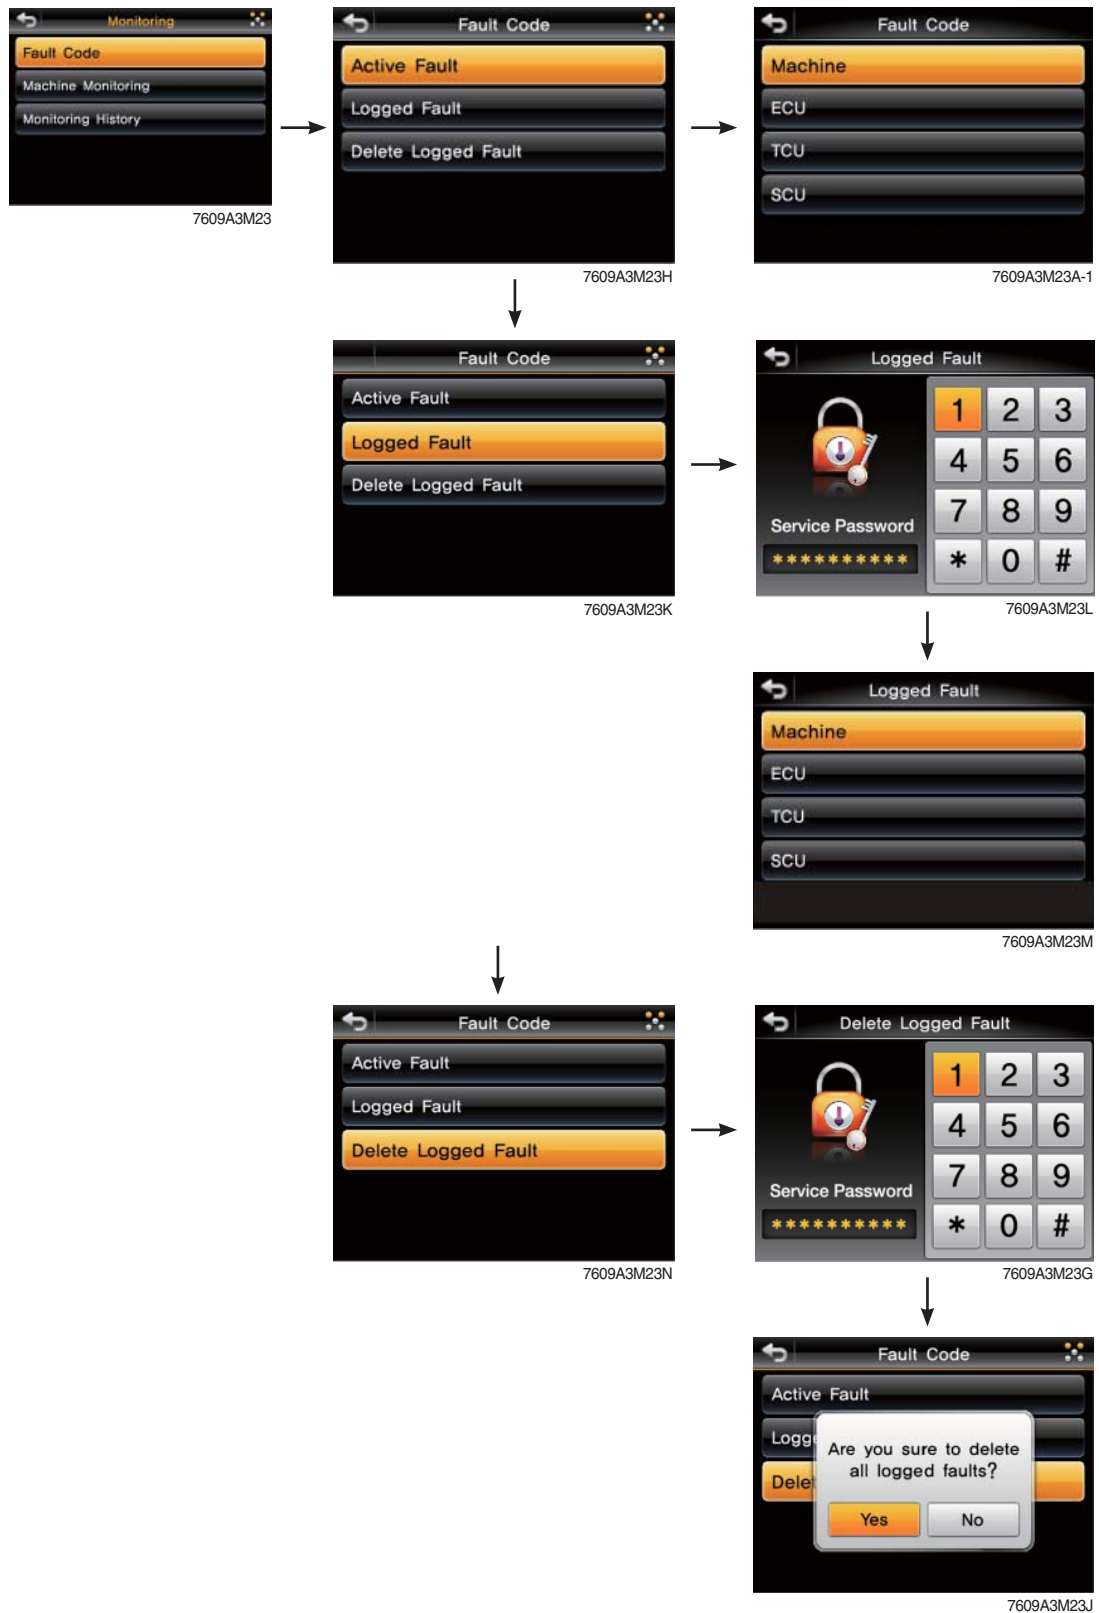 Monitoring
Fault Code
Machine Monitoring
Monitoring History
7609A3M23
Fault Code
Active Fault
Logged Fault
Delete Logged Fault
7609A3M23H
Fault Code
Machine
ECU
TCU
SCU
7609A3M23A-1
Fault Code
Active Fault
Logged Fault
Delete Logged Fault
7609A3M23K
Logged Fault
Service Password
**********
1 2 3
4 5 6
7 8 9
* 0 #
7609A3M23L
Logged Fault
Machine
ECU
TCU
SCU
7609A3M23M
Fault Code
Active Fault
Logged Fault
Delete Logged Fault
7609A3M23N
Delete Logged Fault
Service Password
**********
1 2 3
4 5 6
7 8 9
* 0 #
7609A3M23G
Fault Code
Active Fault
Logge
Delet
Are you sure to delete
all logged faults?
Yes No
7609A3M23J